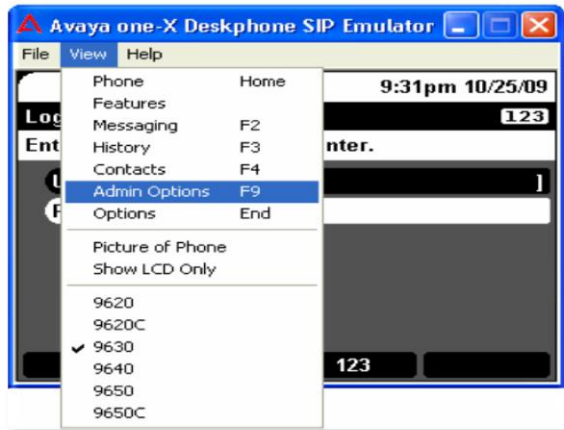 Avaya one-X Deskphone SIP Emulator
File View Help
9:31pm 10/25/09
Log
123
Ent
nter.
]
Phone Home
Features
Messaging F2
History F3
Contacts F4
Admin Options F9
Options End
Picture of Phone
Show LCD Only
9620
9620C
✔ 9630
9640
9650
9650C
123